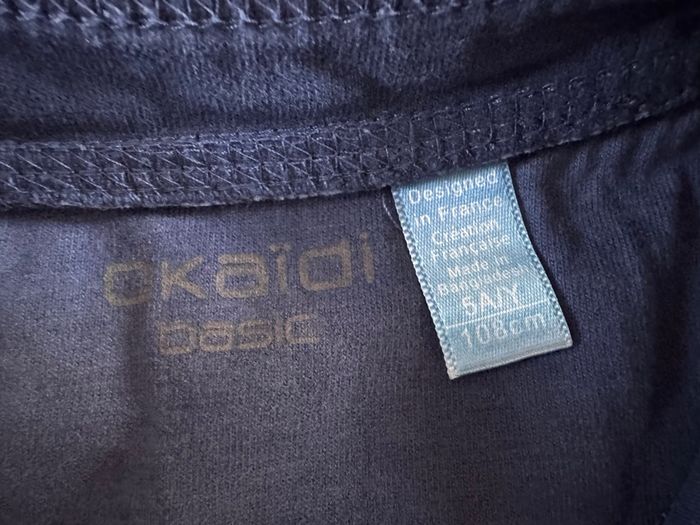 okaïdi
basic
Designed
in France
Création
Française
Made in
Bangladesh
5A/Y
108cm